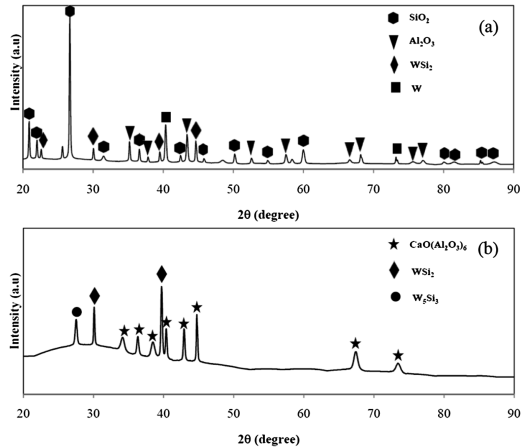 (a)
SiO₂
Al₂O₃
WSi₂
W
Intensity (a.u)
20 30 40 50 60 70 80 90
2θ (degree)
(b)
CaO(Al₂O₃)₆
WSi₂
W₅Si₃
Intensity (a.u)
20 30 40 50 60 70 80 90
2θ (degree)